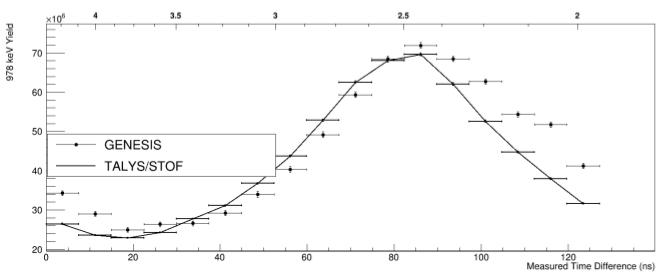 ×10⁶ 4 3.5 3 2.5 2
978 keV Yield
70
60
50
40
30
20
GENESIS
TALYS/STOF
0 20 40 60 80 100 120
Measured Time Difference (ns)